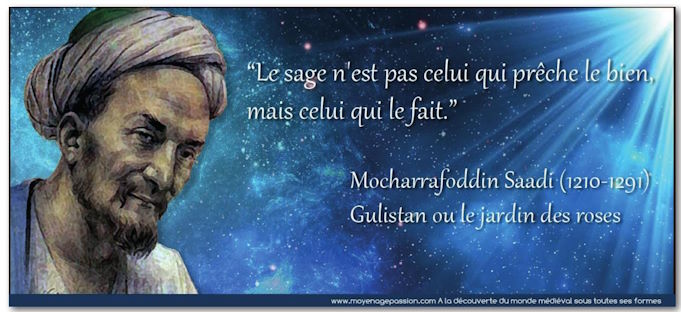 “Le sage n'est pas celui qui prêche le bien,
mais celui qui le fait.”
Mocharrafoddin Saadi (1210-1291)
Gulistan ou le jardin des roses
www.moyenagepassion.com A la découverte du monde médiéval sous toutes ses formes